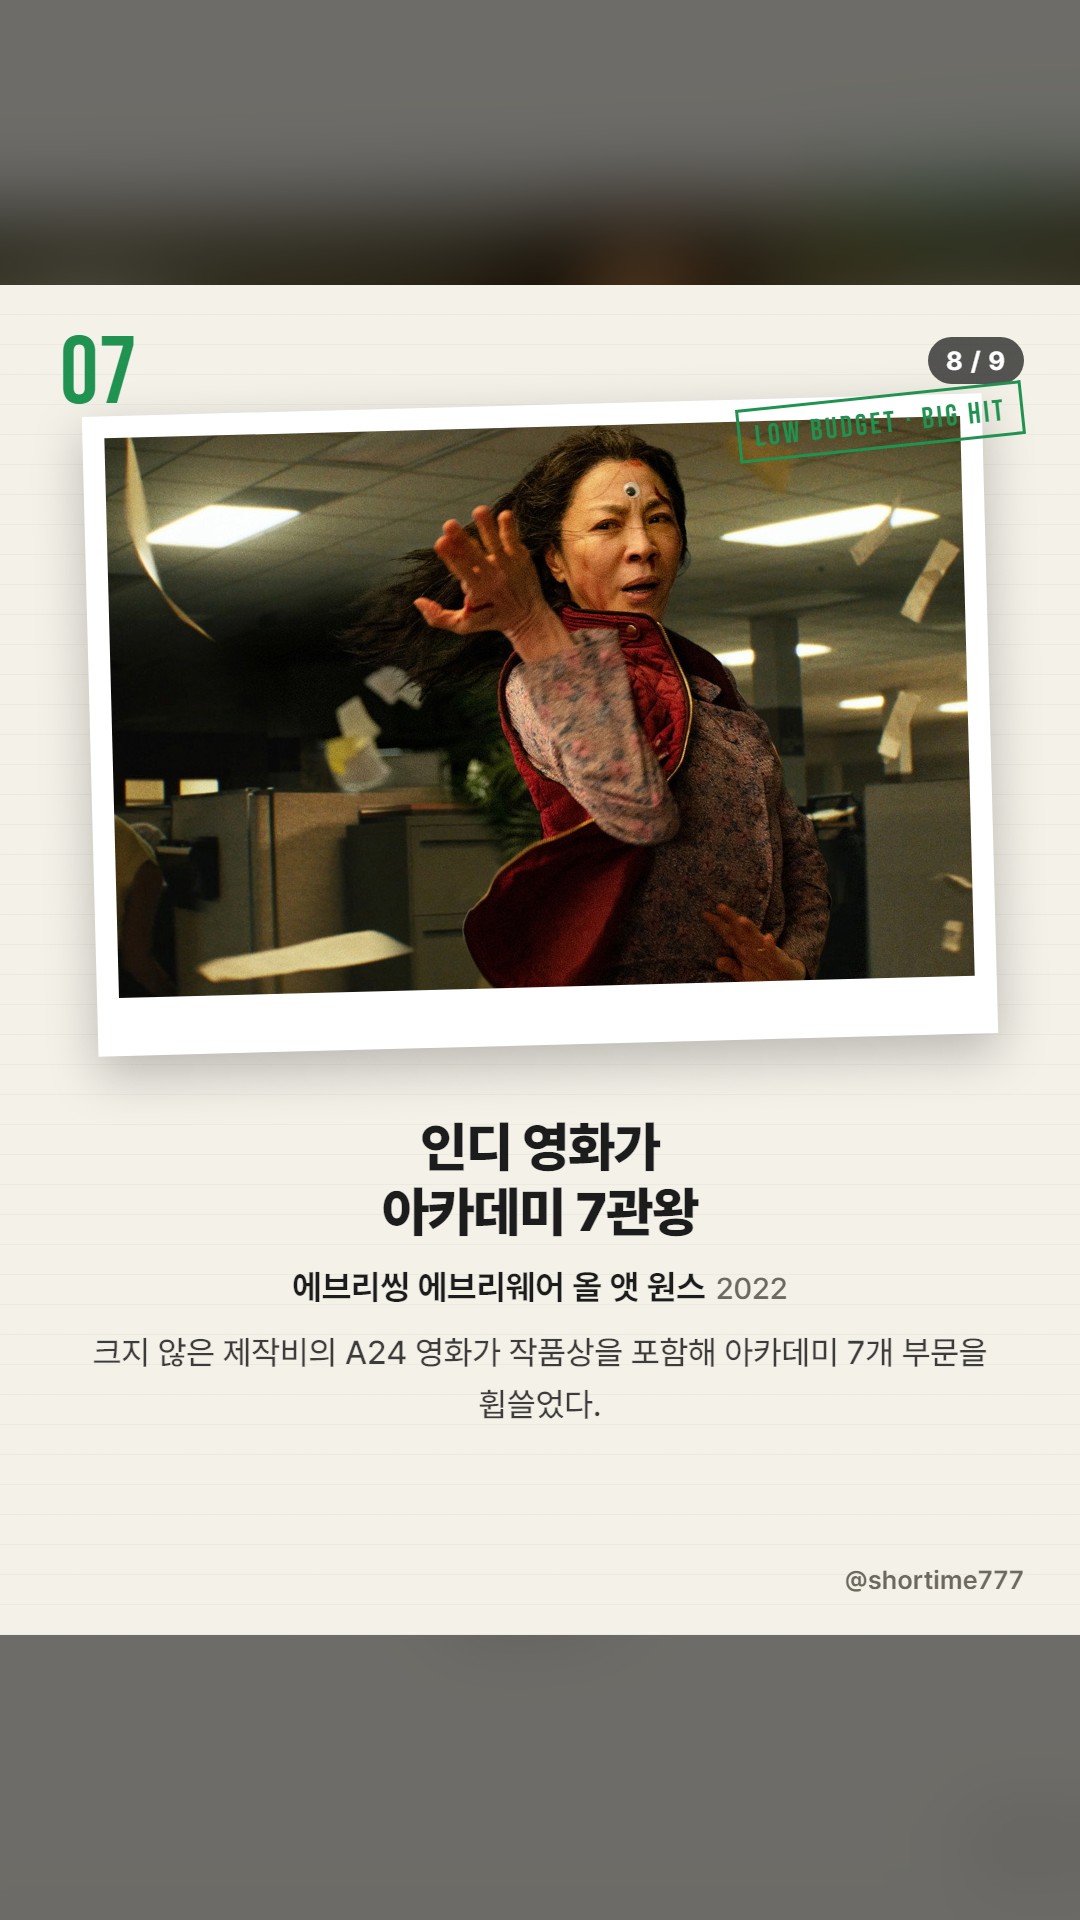 07
8 / 9
LOW BUDGET · BIG HIT
인디 영화가
아카데미 7관왕
에브리씽 에브리웨어 올 앳 원스 2022
크지 않은 제작비의 A24 영화가 작품상을 포함해 아카데미 7개 부문을
휩쓸었다.
@shortime777